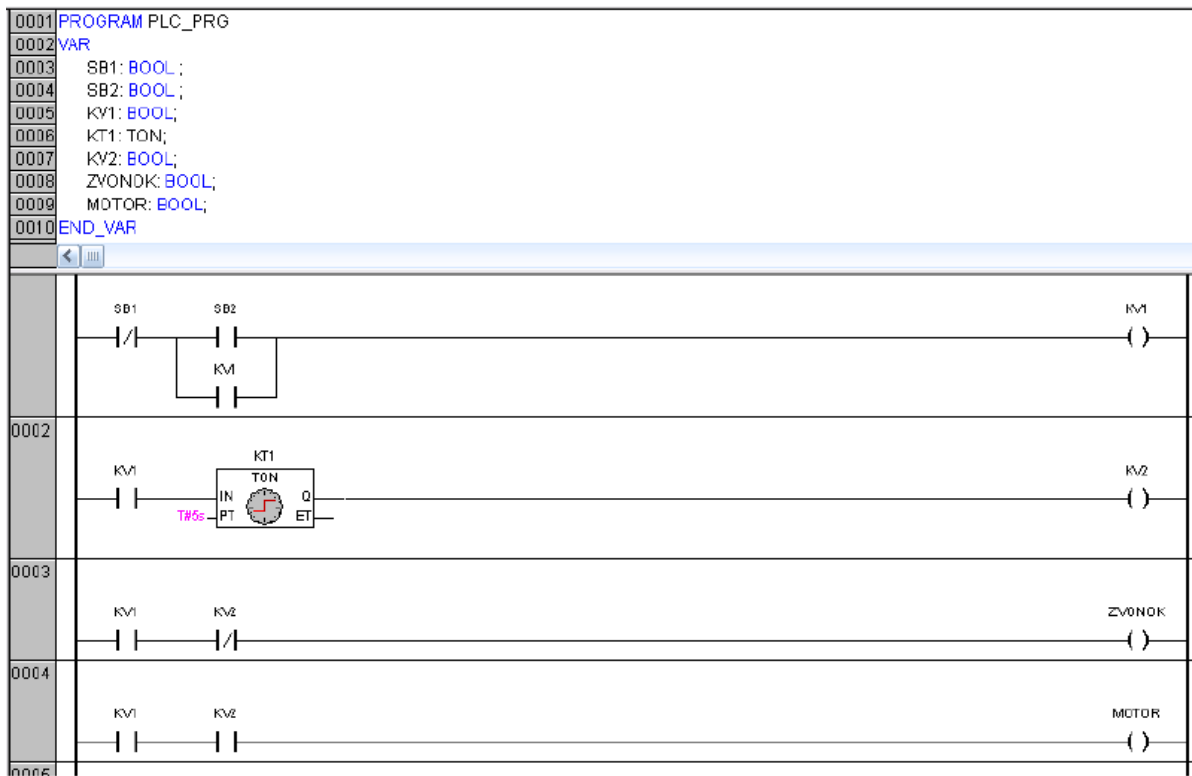 0001 PROGRAM PLC_PRG
0002 VAR
0003 SB1: BOOL ;
0004 SB2: BOOL ;
0005 KV1: BOOL;
0006 KT1: TON;
0007 KV2: BOOL;
0008 ZVONOK: BOOL;
0009 MOTOR: BOOL;
0010 END_VAR
SB1 SB2 KV1
KV1
0002
KT1
KV1 TON KV2
IN Q
T#5s PT ET
0003
KV1 KV2 ZVONOK
0004
KV1 KV2 MOTOR
0005